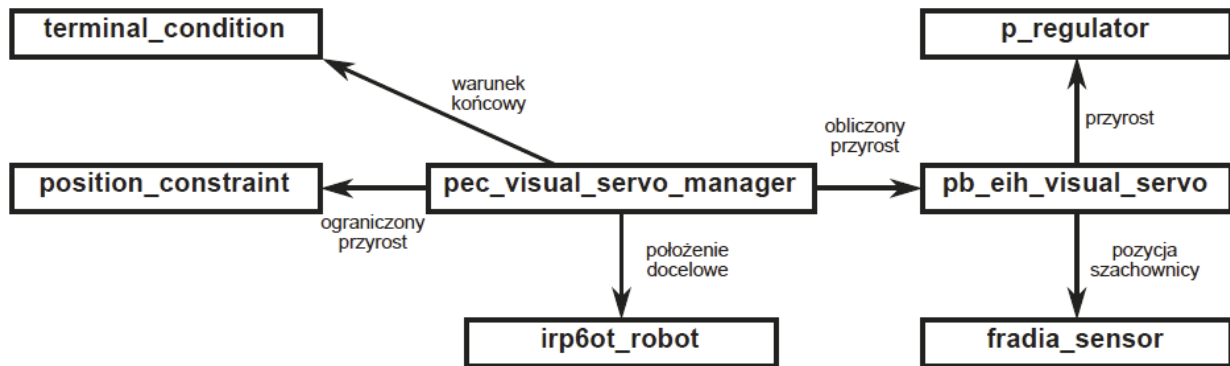 terminal_condition
p_regulator
warunek
końcowy
obliczony
przyrost
przyrost
position_constraint
pec_visual_servo_manager
pb_eih_visual_servo
ograniczony
przyrost
położenie
docelowe
pozycja
szachownicy
irp6ot_robot
fradia_sensor